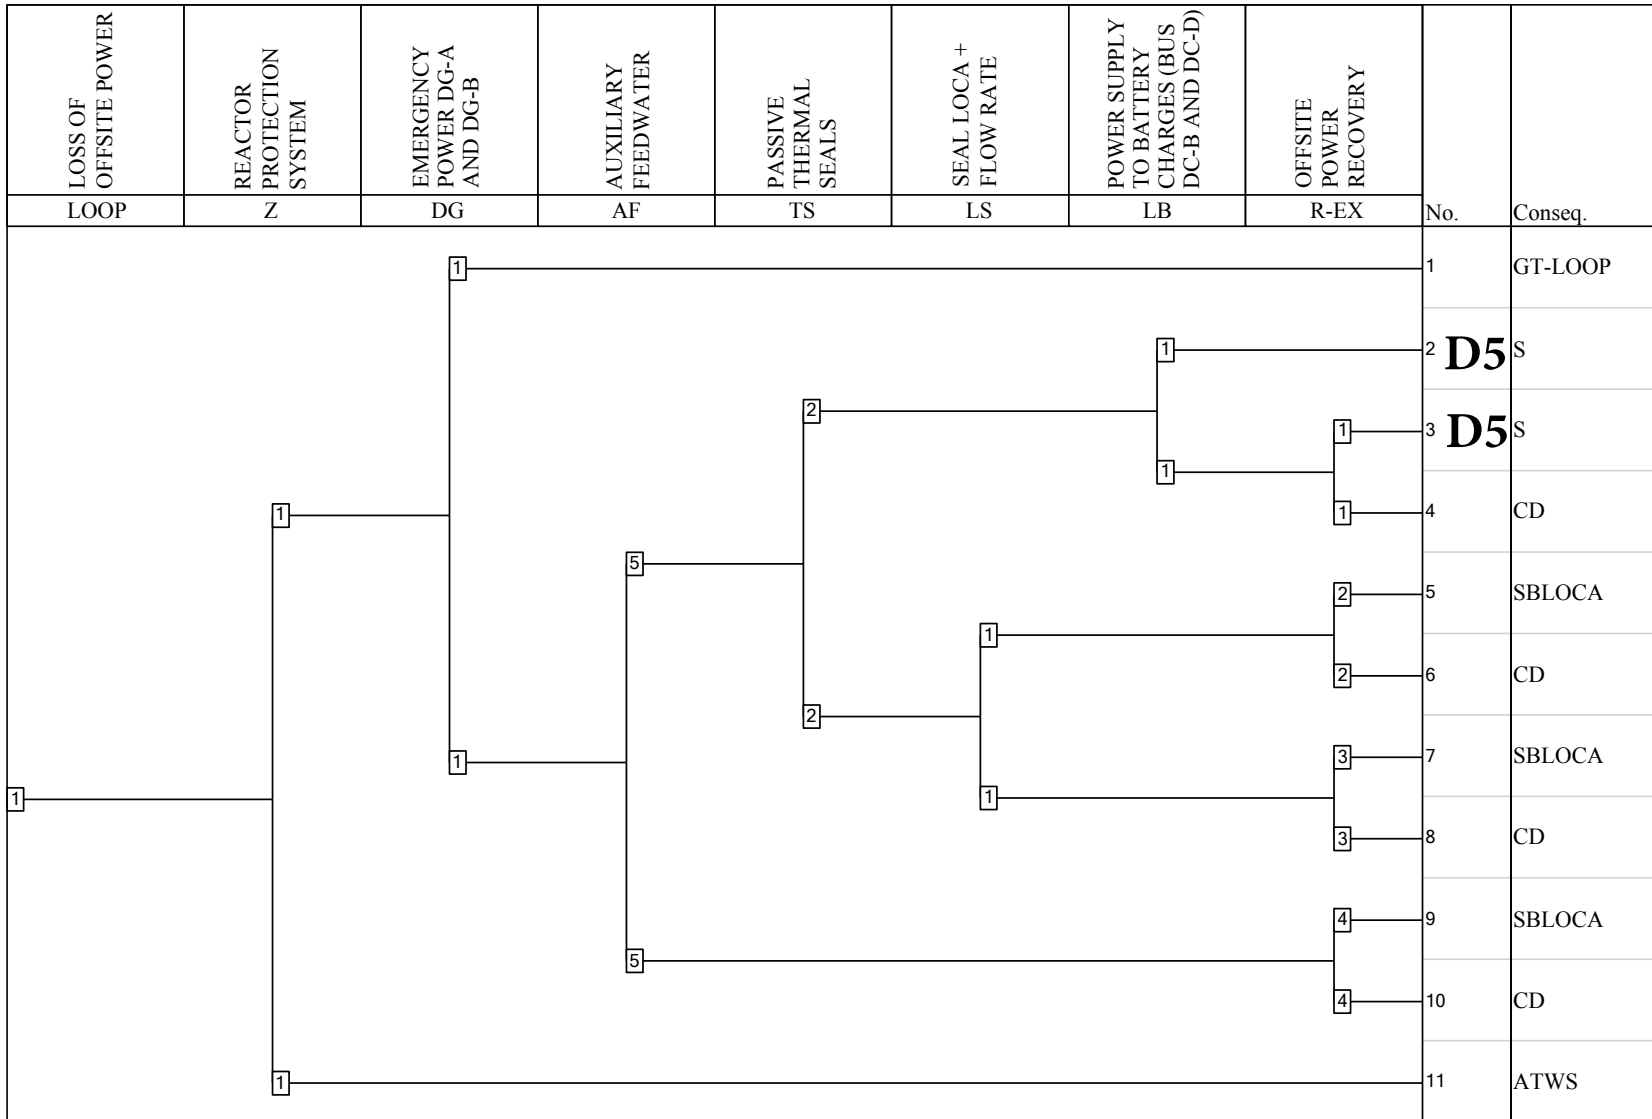 LOSS OF
OFFSITE POWER
REACTOR
PROTECTION
SYSTEM
EMERGENCY
POWER DG-A
AND DG-B
AUXILIARY
FEEDWATER
PASSIVE
THERMAL
SEALS
SEAL LOCA +
FLOW RATE
POWER SUPPLY
TO BATTERY
CHARGES (BUS
DC-B AND DC-D)
OFFSITE
POWER
RECOVERY
LOOP Z DG AF TS LS LB R-EX No. Conseq.
1 1 GT-LOOP
1 2 D5 S
2
1 3 D5 S
1
1 1 4 CD
5
2 5 SBLOCA
1
2 6 CD
2
1 3 7 SBLOCA
1 1
3 8 CD
4 9 SBLOCA
5
4 10 CD
1 11 ATWS